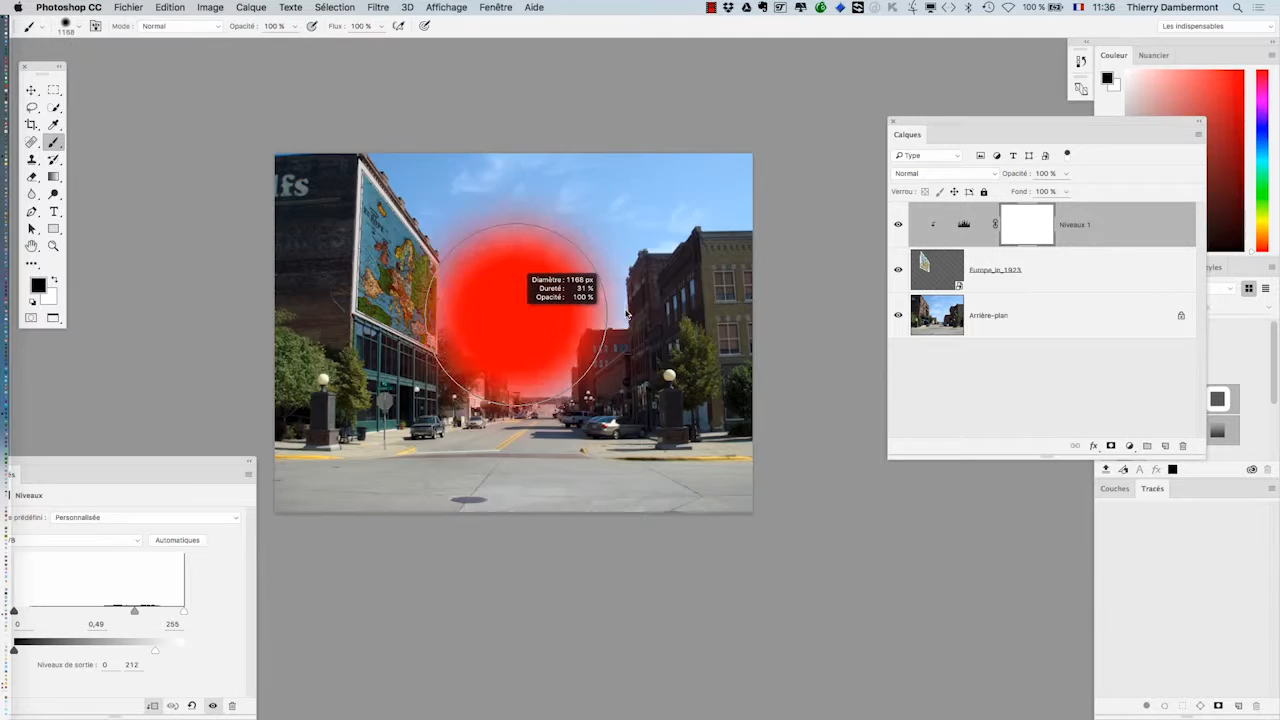 Photoshop CC Fichier Edition Image Calque Texte Sélection Filtre 3D Affichage Fenêtre Aide
100 % 11:36 Thierry Dambermont
1168
Mode : Normal Opacité : 100 % Flux : 100 %
Les indispensables
Couleur Nuancier
Calques
Type
Normal Opacité : 100 %
Verrou : Fond : 100 %
Niveaux 1
Europe_in_1923
Arrière-plan
Diamètre : 1168 px
Dureté : 31 %
Opacité : 100 %
lfs
Niveaux
e prédéfini : Personnalisée
Automatiques
0 0,49 255
Niveaux de sortie : 0 212
Couches Tracés